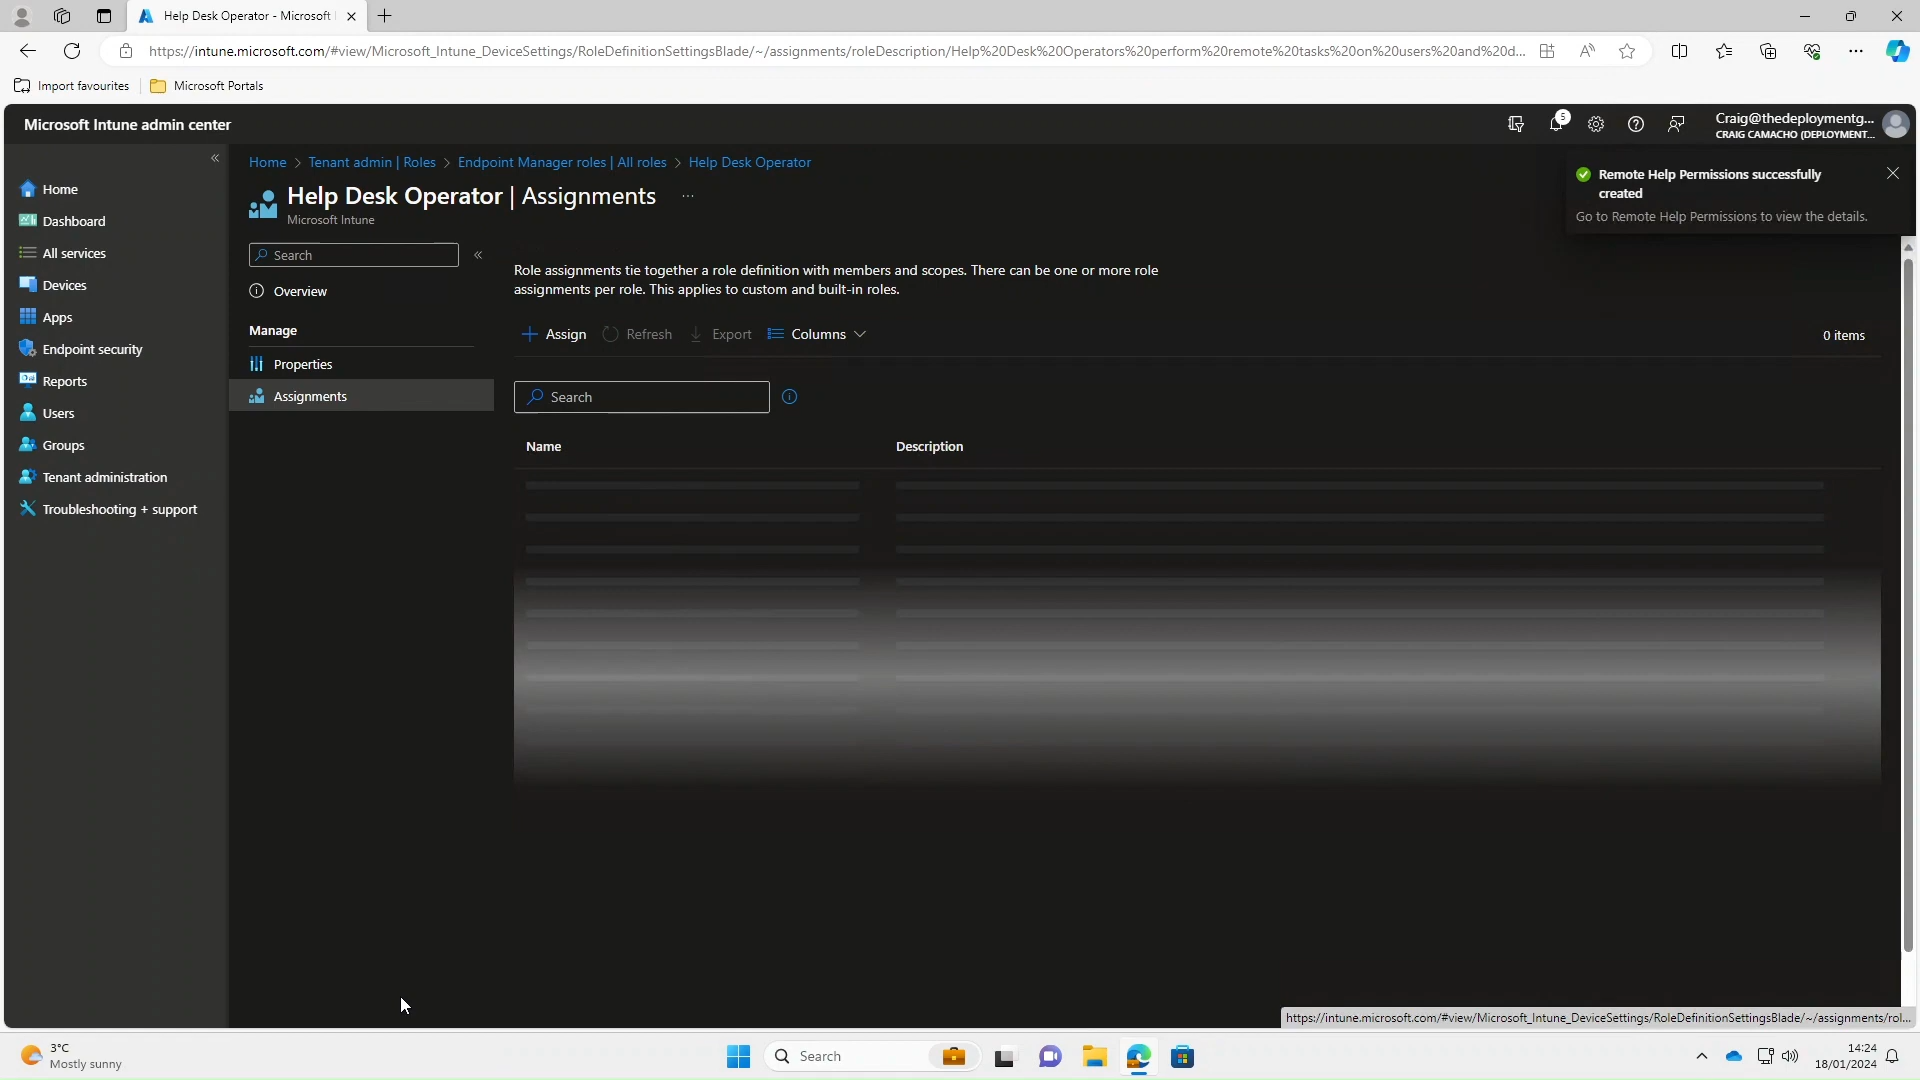 Help Desk Operator - Microsoft
https://intune.microsoft.com/#view/Microsoft_Intune_DeviceSettings/RoleDefinitionSettingsBlade/~/assignments/roleDescription/Help%20Desk%20Operators%20perform%20remote%20tasks%20on%20users%20and%20d...
Import favourites
Microsoft Portals
Microsoft Intune admin center
5
Craig@thedeploymentg...
CRAIG CAMACHO (DEPLOYMENT...
Home > Tenant admin | Roles > Endpoint Manager roles | All roles > Help Desk Operator
Help Desk Operator | Assignments ...
Microsoft Intune
Remote Help Permissions successfully
created
Go to Remote Help Permissions to view the details.
Home
Dashboard
All services
Devices
Apps
Endpoint security
Reports
Users
Groups
Tenant administration
Troubleshooting + support
Search
Overview
Manage
Properties
Assignments
Role assignments tie together a role definition with members and scopes. There can be one or more role
assignments per role. This applies to custom and built-in roles.
Assign Refresh Export Columns
0 items
Search
Name Description
https://intune.microsoft.com/#view/Microsoft_Intune_DeviceSettings/RoleDefinitionSettingsBlade/~/assignments/rol...
3°C
Mostly sunny
Search
14:24
18/01/2024